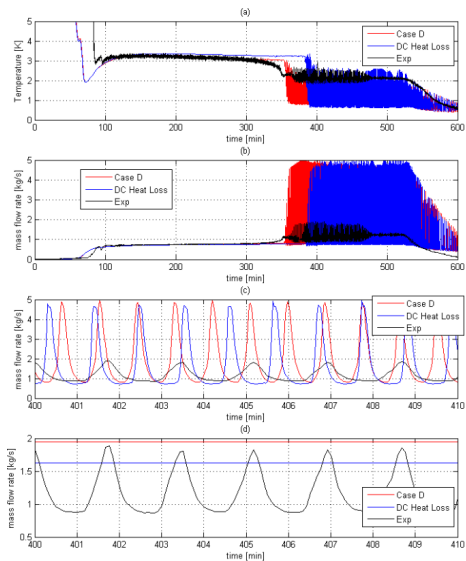 (a)
5
4
3
2
1
0
Temperature [K]
Case D
DC Heat Loss
Exp
0 100 200 300 400 500 600
time [min]
(b)
5
4
3
2
1
0
mass flow rate [kg/s]
Case D
DC Heat Loss
Exp
0 100 200 300 400 500 600
time [min]
(c)
5
4
3
2
1
0
mass flow rate [kg/s]
Case D
DC Heat Loss
Exp
400 401 402 403 404 405 406 407 408 409 410
time [min]
(d)
2
1.5
1
0.5
mass flow rate [kg/s]
Case D
DC Heat Loss
Exp
400 401 402 403 404 405 406 407 408 409 410
time [min]